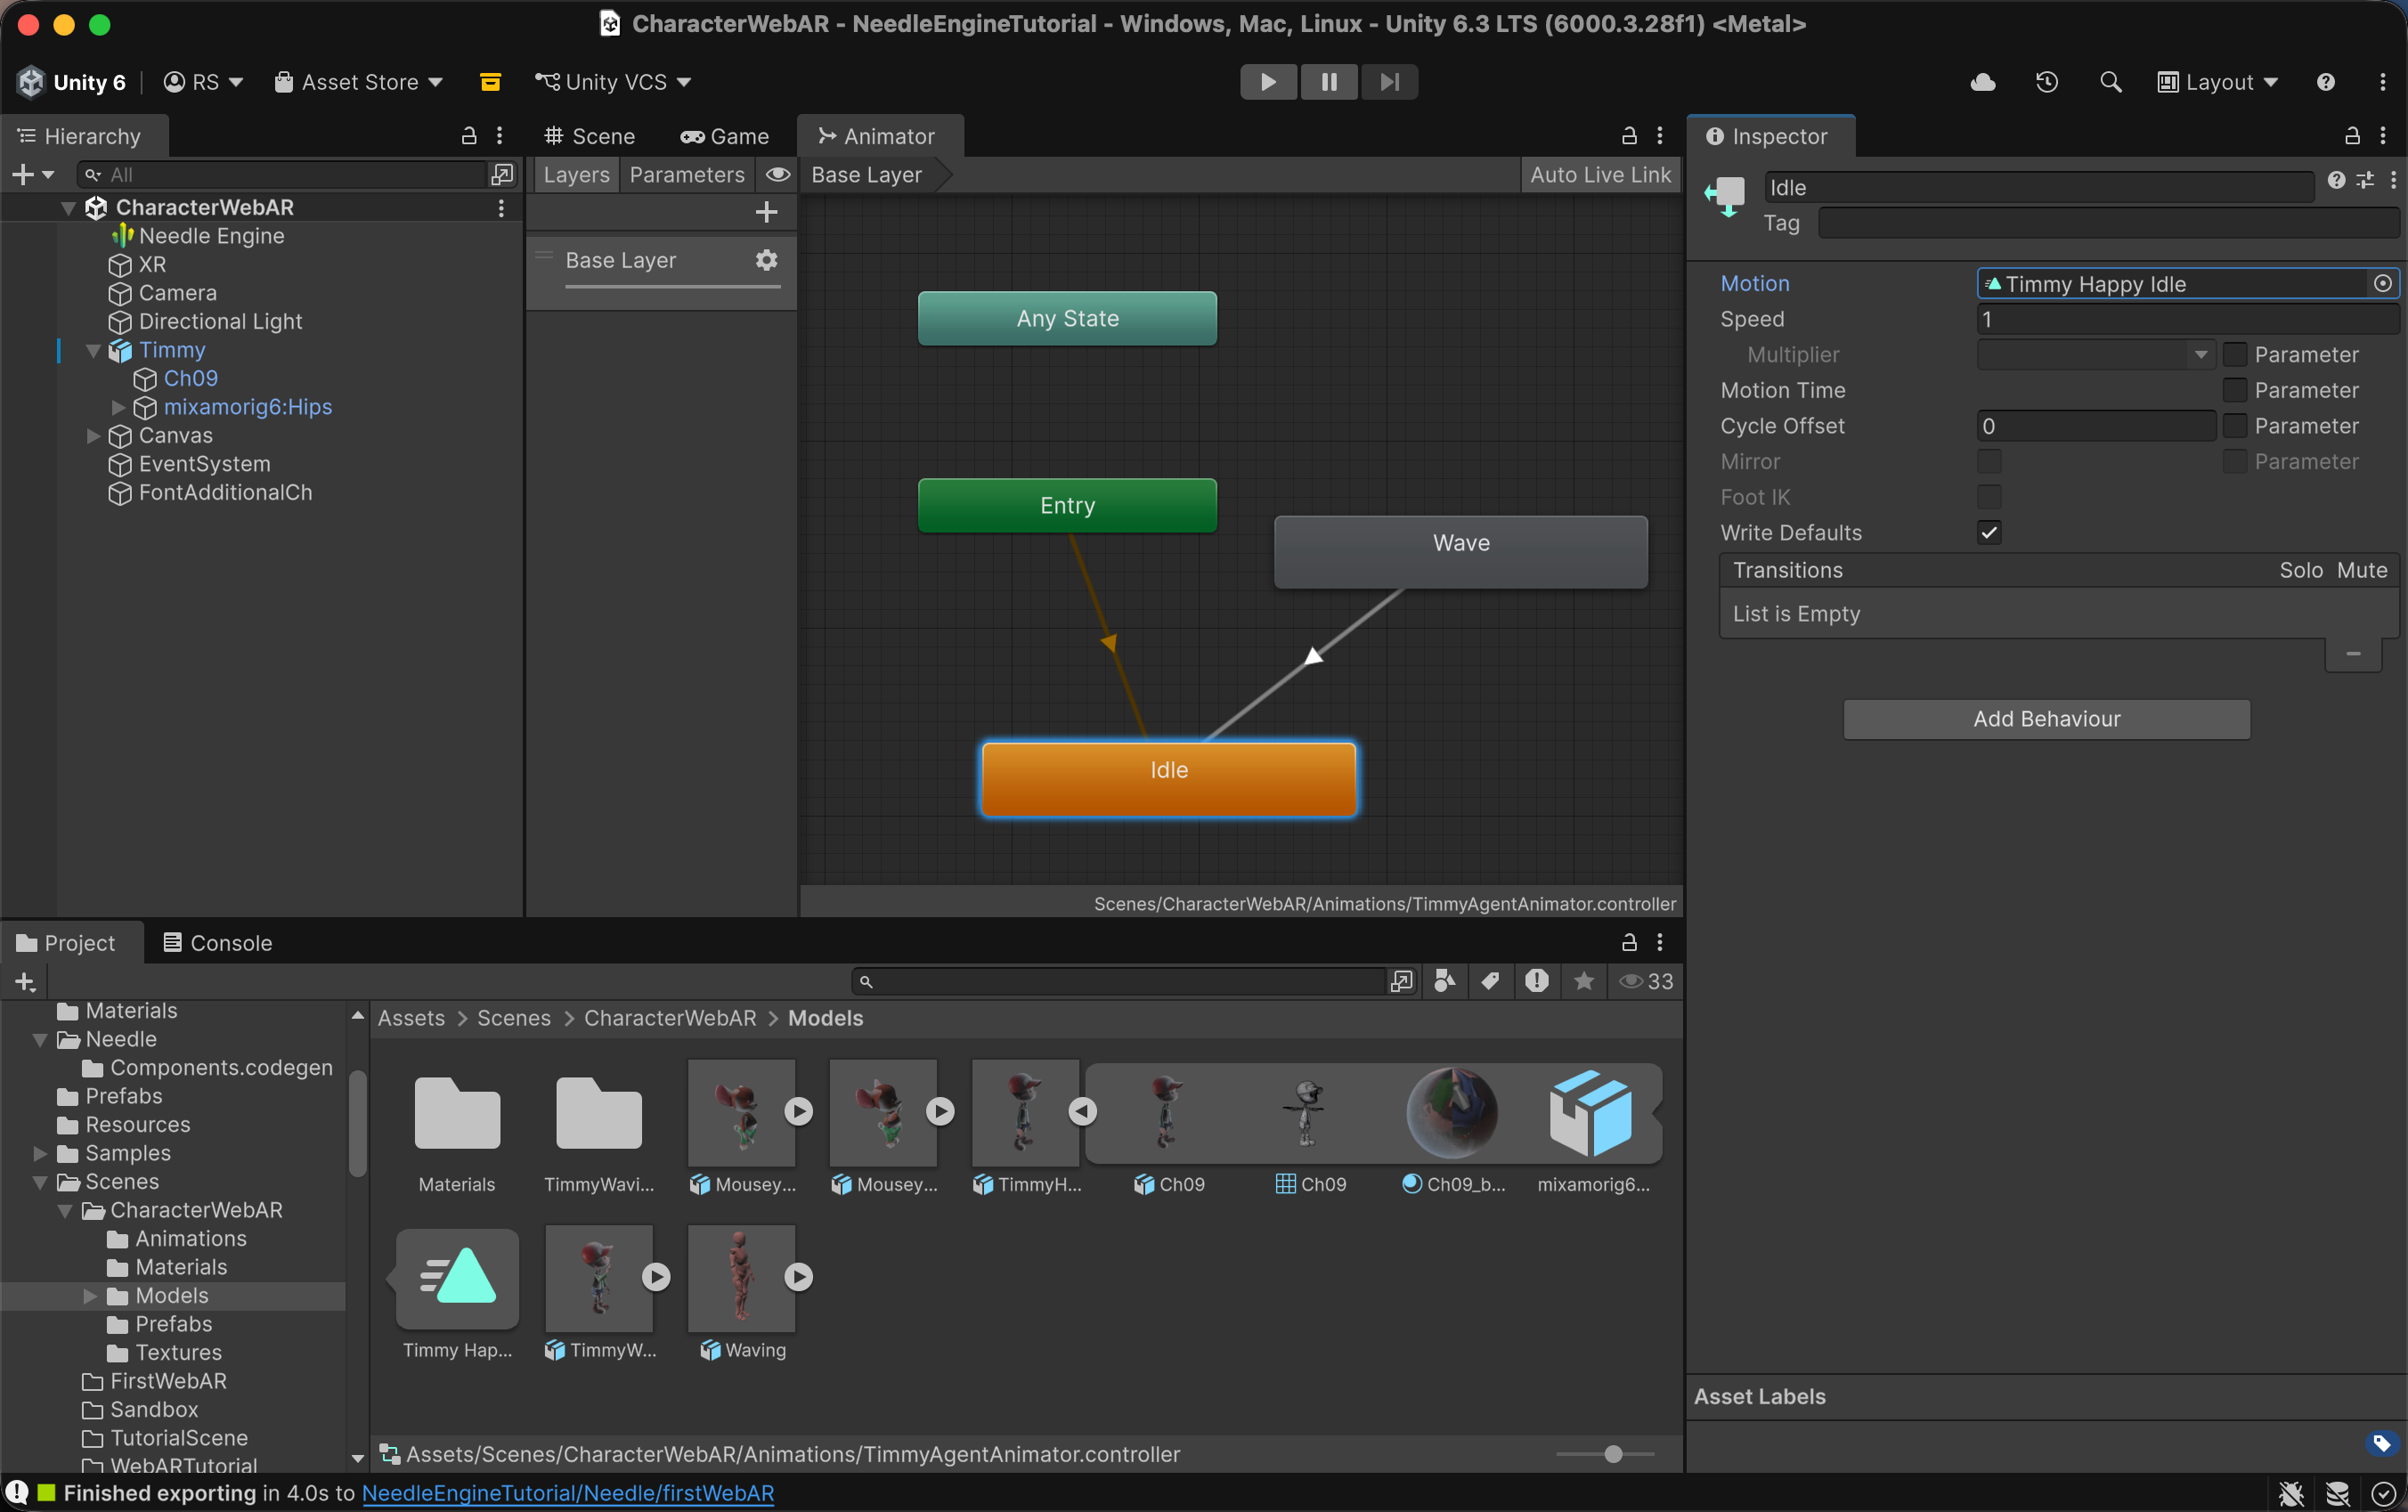 CharacterWebAR - NeedleEngineTutorial - Windows, Mac, Linux - Unity 6.3 LTS (6000.3.28f1) <Metal>
Unity 6
RS
Asset Store
Unity VCS
Layout
Hierarchy
Scene
Game
Animator
Inspector
All
Layers
Parameters
Base Layer
Auto Live Link
Idle
Tag
CharacterWebAR
Needle Engine
XR
Camera
Directional Light
Timmy
Ch09
mixamorig6:Hips
Canvas
EventSystem
FontAdditionalCh
Base Layer
Any State
Entry
Wave
Idle
Scenes/CharacterWebAR/Animations/TimmyAgentAnimator.controller
Motion
Timmy Happy Idle
Speed
1
Multiplier
Parameter
Motion Time
Parameter
Cycle Offset
0
Parameter
Mirror
Parameter
Foot IK
Write Defaults
Transitions
Solo
Mute
List is Empty
Add Behaviour
Asset Labels
Project
Console
33
Materials
Needle
Components.codegen
Prefabs
Resources
Samples
Scenes
CharacterWebAR
Animations
Materials
Models
Prefabs
Textures
FirstWebAR
Sandbox
TutorialScene
WebARTutorial
Assets > Scenes > CharacterWebAR > Models
Materials
TimmyWavi...
Mousey...
Mousey...
TimmyH...
Ch09
Ch09
Ch09_b...
mixamorig6...
Timmy Hap...
TimmyW...
Waving
Assets/Scenes/CharacterWebAR/Animations/TimmyAgentAnimator.controller
Finished exporting in 4.0s to NeedleEngineTutorial/Needle/firstWebAR